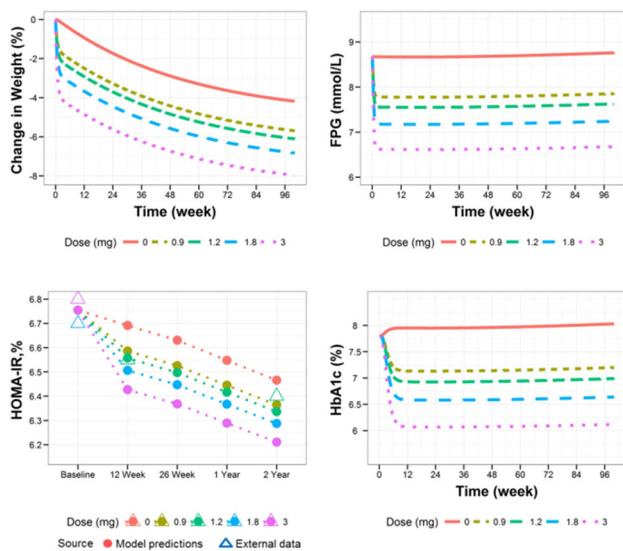 Change in Weight (%)
0
-2
-4
-6
-8
0 12 24 36 48 60 72 84 96
Time (week)
Dose (mg) 0 0.9 1.2 1.8 3
FPG (mmol/L)
9
8
7
6
0 12 24 36 48 60 72 84 96
Time (week)
Dose (mg) 0 0.9 1.2 1.8 3
HOMA-IR,%
6.8
6.7
6.6
6.5
6.4
6.3
6.2
Baseline 12 Week 26 Week 1 Year 2 Year
Dose (mg) 0 0.9 1.2 1.8 3
Source Model predictions External data
HbA1c (%)
8
7.5
7
6.5
6
0 12 24 36 48 60 72 84 96
Time (week)
Dose (mg) 0 0.9 1.2 1.8 3